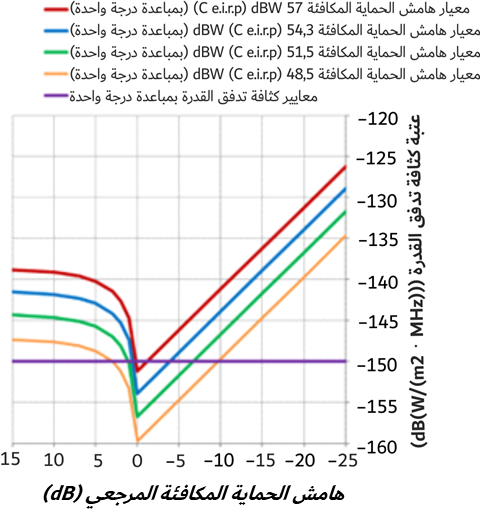 معيار هامش الحماية المكافئة 57 dBW (C e.i.r.p) (بمباعدة درجة واحدة)
معيار هامش الحماية المكافئة 54,3 dBW (C e.i.r.p) (بمباعدة درجة واحدة)
معيار هامش الحماية المكافئة 51,5 dBW (C e.i.r.p) (بمباعدة درجة واحدة)
معيار هامش الحماية المكافئة 48,5 dBW (C e.i.r.p) (بمباعدة درجة واحدة)
معايير كثافة تدفق القدرة بمباعدة درجة واحدة
−120
−125
−130
−135
−140
−145
−150
−155
−160
عتبة كثافة تدفق القدرة
(dB(W/(m2 · MHz)))
15 10 5 0 −5 −10 −15 −20 −25
هامش الحماية المكافئة المرجعي (dB)